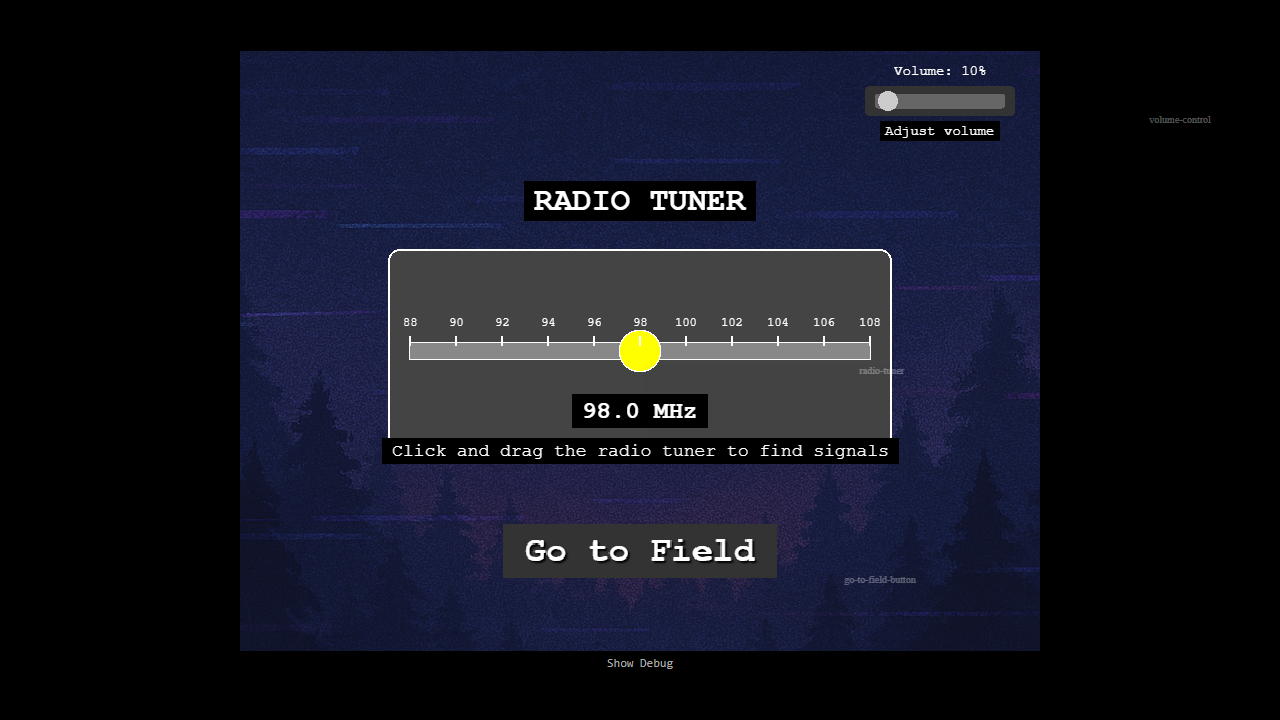 Volume: 10%
volume-control
Adjust volume
RADIO TUNER
88 90 92 94 96 98 100 102 104 106 108
radio-tuner
98.0 MHz
Click and drag the radio tuner to find signals
Go to Field
go-to-field-button
Show Debug